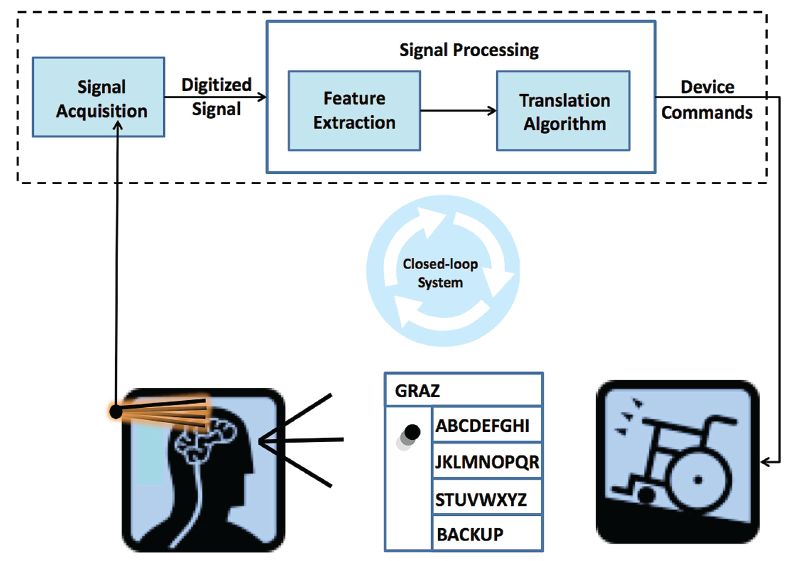 Signal Processing
Signal
Acquisition
Digitized
Signal
Feature
Extraction
Translation
Algorithm
Device
Commands
Closed-loop
System
GRAZ
ABCDEFGHI
JKLMNOPQR
STUVWXYZ
BACKUP